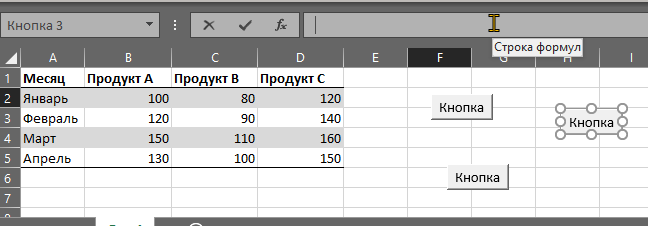 Кнопка 3 fx
Строка формул
A B C D E F G H I
1 Месяц Продукт A Продукт B Продукт C
2 Январь 100 80 120 Кнопка
3 Февраль 120 90 140 Кнопка
4 Март 150 110 160
5 Апрель 130 100 150
6 Кнопка
7